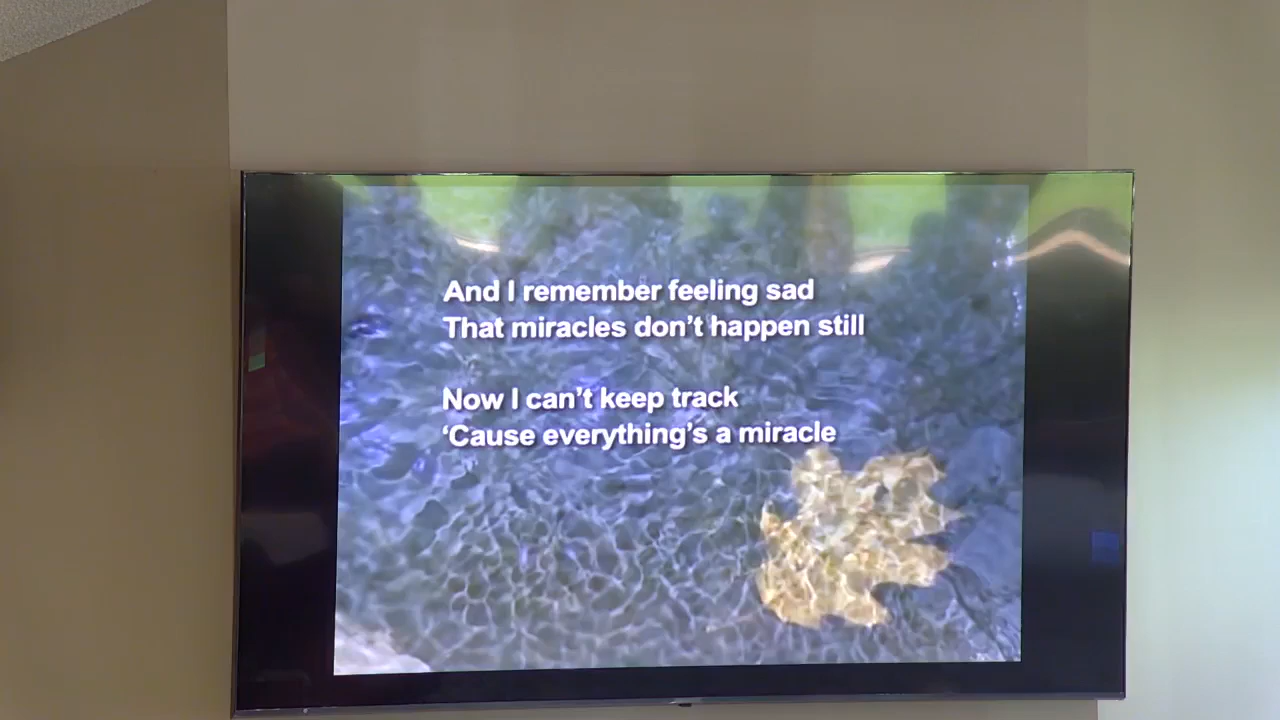 And I remember feeling sad
That miracles don’t happen still
Now I can’t keep track
‘Cause everything’s a miracle